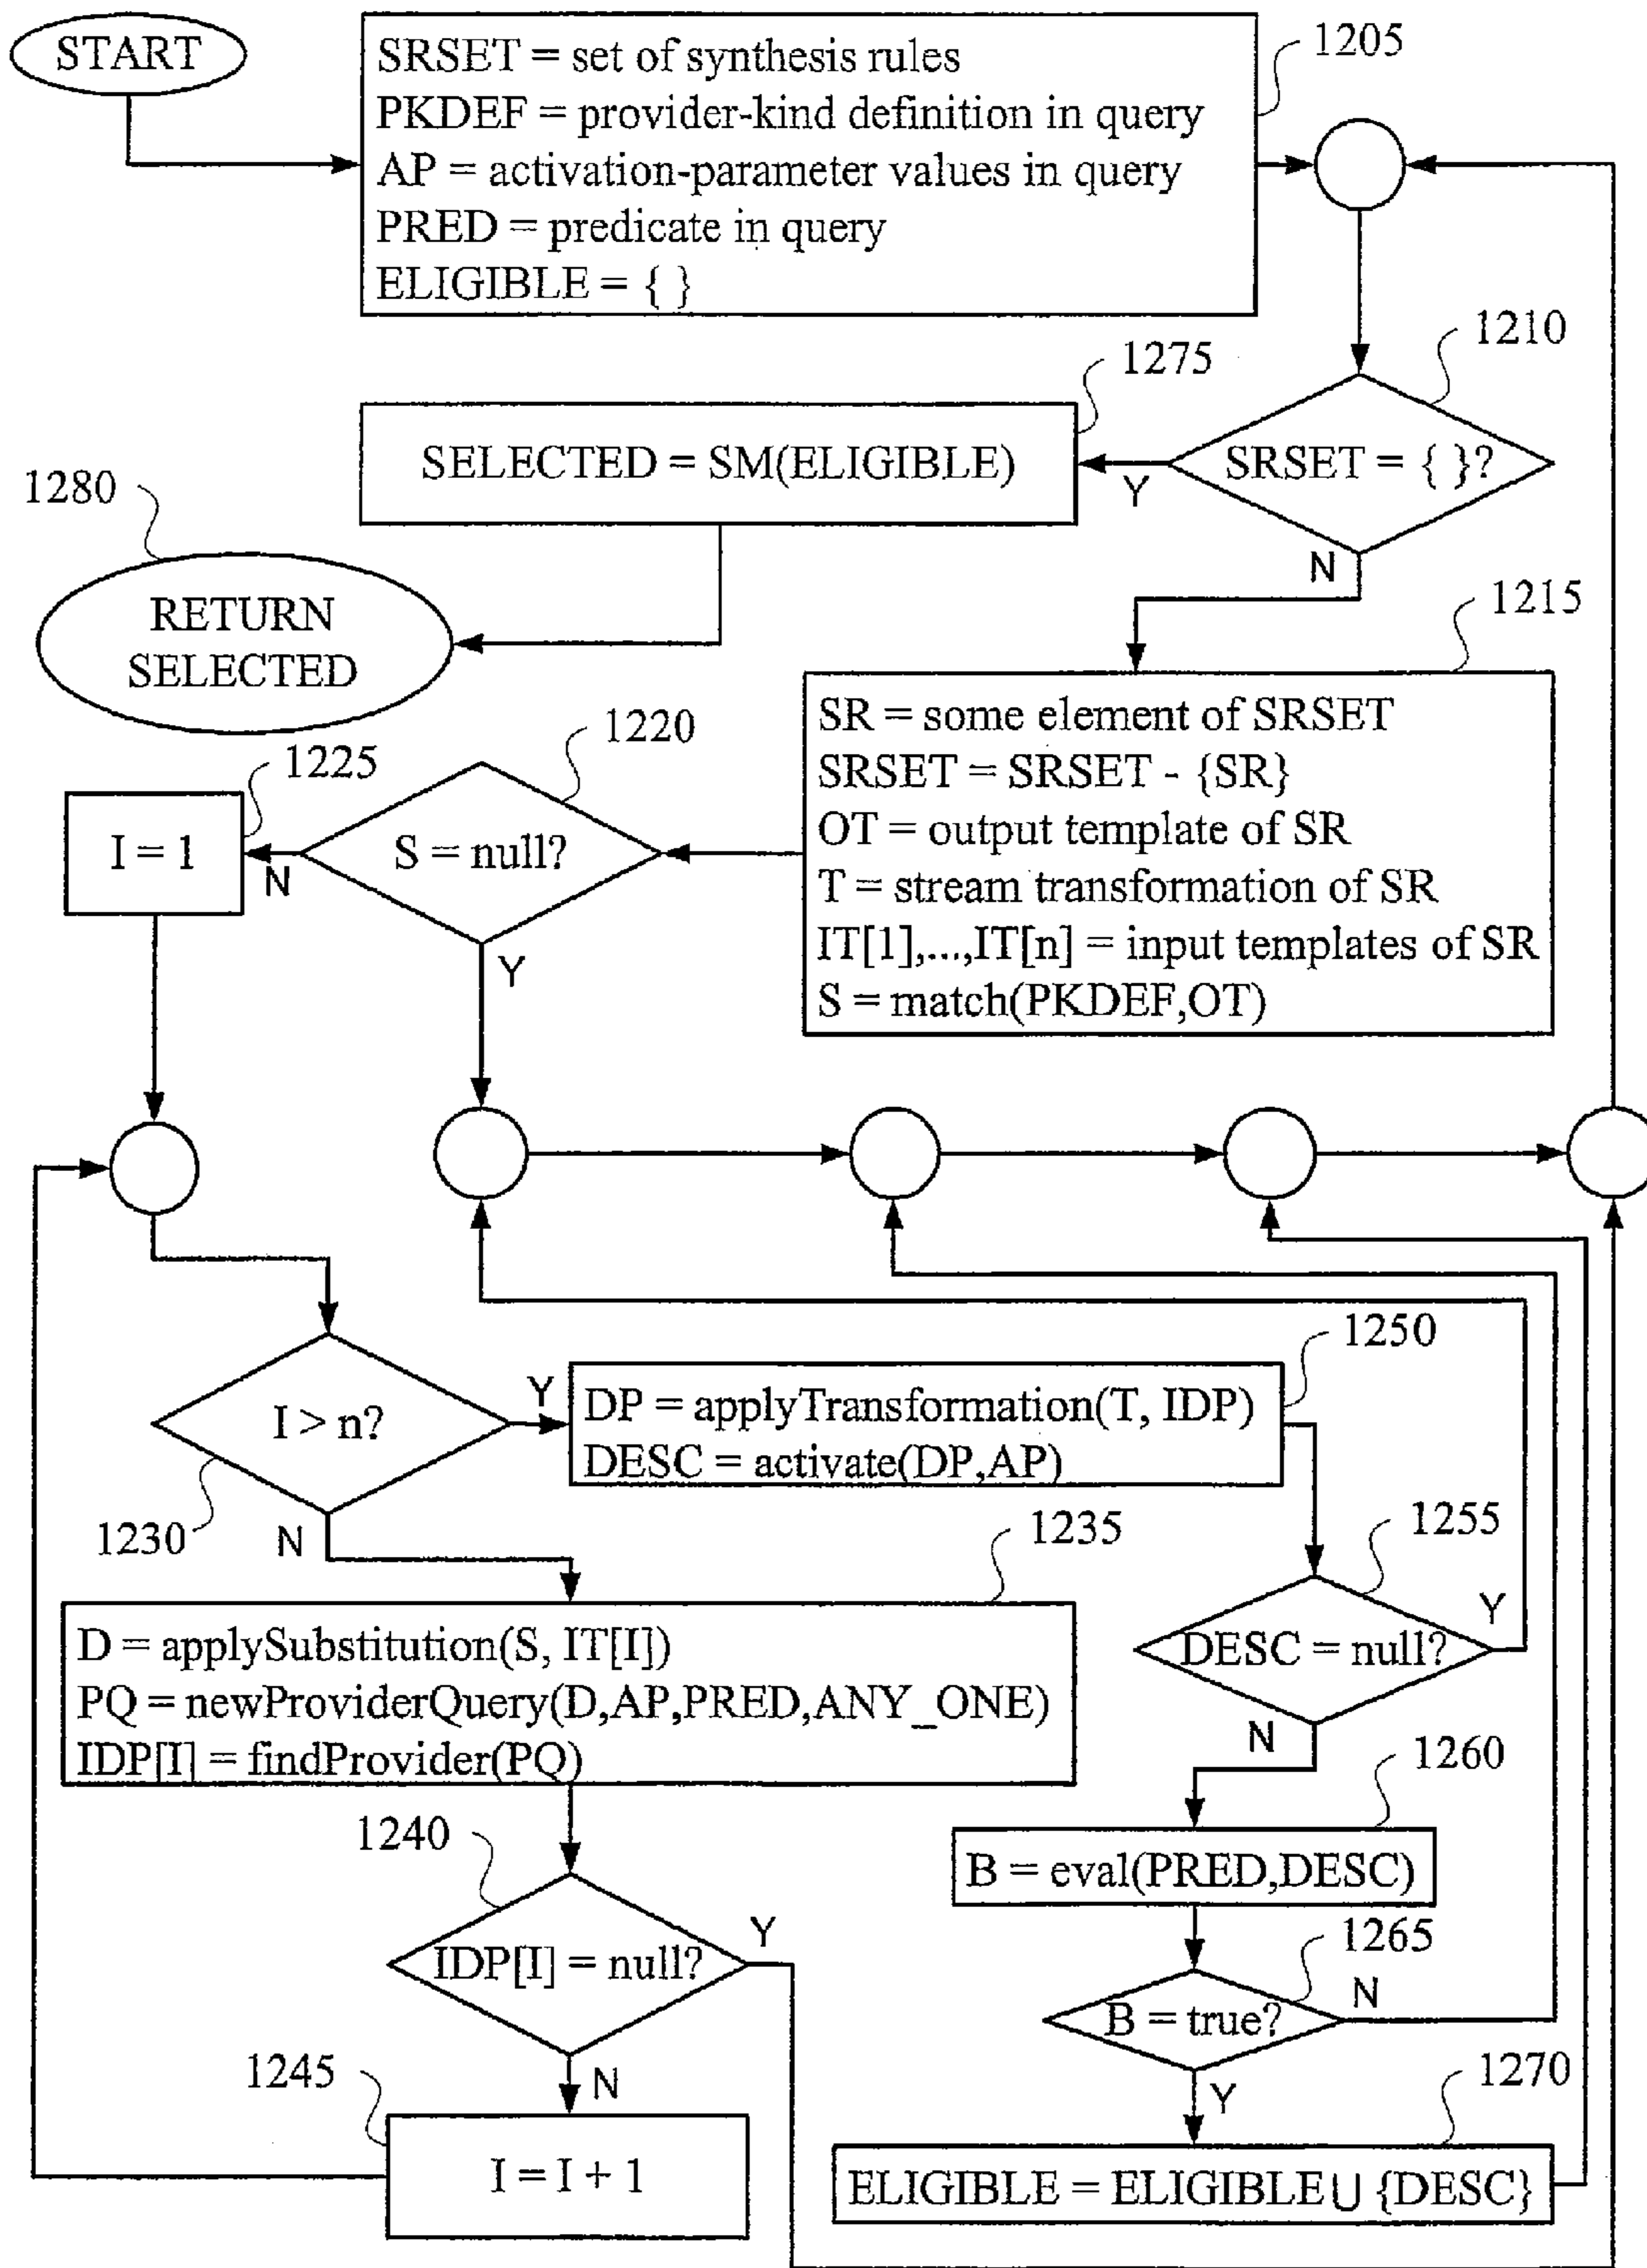 START
SRSET = set of synthesis rules
PKDEF = provider-kind definition in query
AP = activation-parameter values in query
PRED = predicate in query
ELIGIBLE = { }
1205
1210
SRSET = { }?
Y
N
1275
SELECTED = SM(ELIGIBLE)
1280
RETURN
SELECTED
1215
SR = some element of SRSET
SRSET = SRSET - {SR}
OT = output template of SR
T = stream transformation of SR
IT[1],...,IT[n] = input templates of SR
S = match(PKDEF,OT)
1220
S = null?
N
Y
1225
I = 1
I > n?
1230
Y
N
1250
DP = applyTransformation(T, IDP)
DESC = activate(DP,AP)
1235
D = applySubstitution(S, IT[I])
PQ = newProviderQuery(D,AP,PRED,ANY_ONE)
IDP[I] = findProvider(PQ)
1255
DESC = null?
Y
N
1240
IDP[I] = null?
Y
N
1260
B = eval(PRED,DESC)
1265
B = true?
N
Y
1245
I = I + 1
1270
ELIGIBLE = ELIGIBLE∪ {DESC}